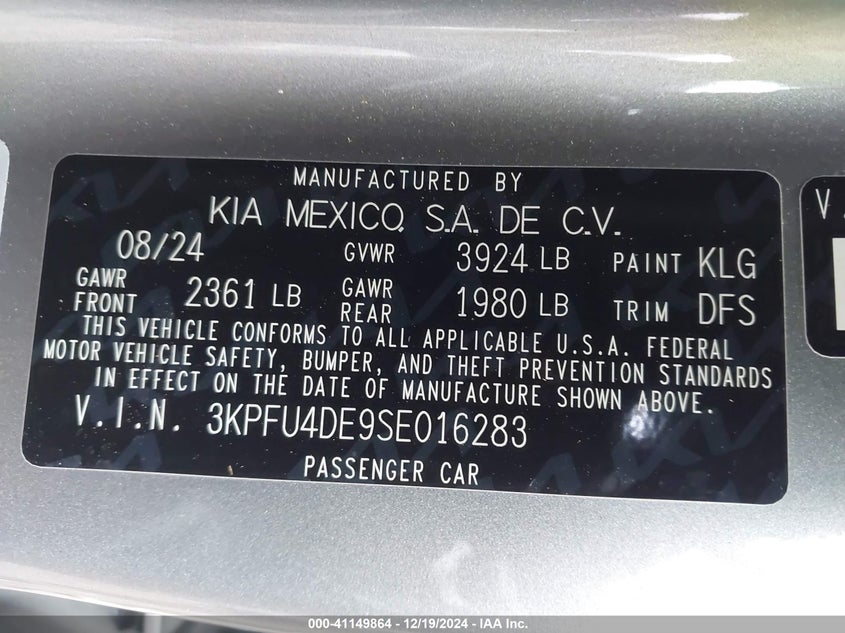 MANUFACTURED BY
KIA MEXICO, S.A. DE C.V.
08/24 GVWR 3924 LB PAINT KLG
GAWR FRONT 2361 LB GAWR REAR 1980 LB TRIM DFS
THIS VEHICLE CONFORMS TO ALL APPLICABLE U.S.A. FEDERAL
MOTOR VEHICLE SAFETY, BUMPER, AND THEFT PREVENTION STANDARDS
IN EFFECT ON THE DATE OF MANUFACTURE SHOWN ABOVE.
V.I.N. 3KPFU4DE9SE016283
PASSENGER CAR
V.
000-41149864 - 12/19/2024 - IAA Inc.